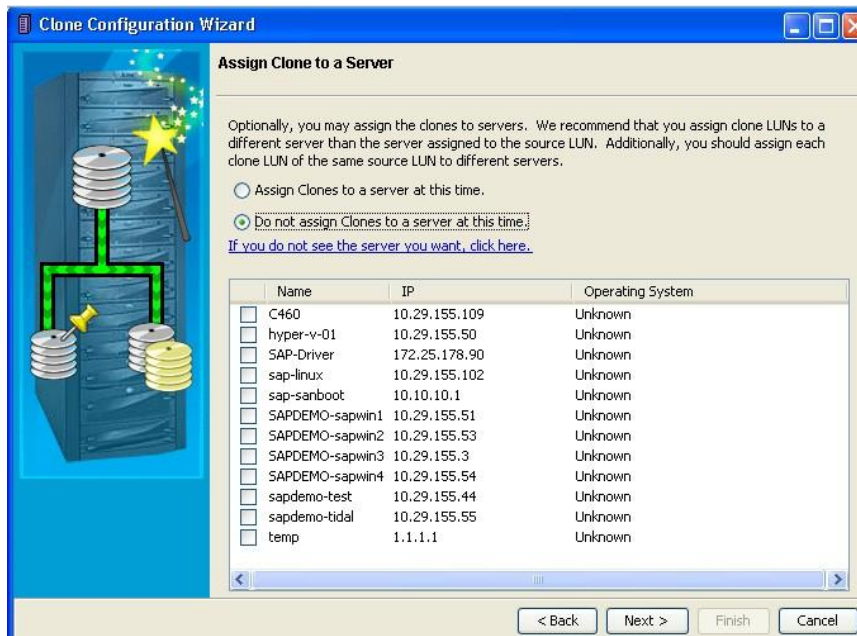 Clone Configuration Wizard
Assign Clone to a Server
Optionally, you may assign the clones to servers. We recommend that you assign clone LUNs to a
different server than the server assigned to the source LUN. Additionally, you should assign each
clone LUN of the same source LUN to different servers.
Assign Clones to a server at this time.
Do not assign Clones to a server at this time.
If you do not see the server you want, click here.
Name IP Operating System
C460 10.29.155.109 Unknown
hyper-v-01 10.29.155.50 Unknown
SAP-Driver 172.25.178.90 Unknown
sap-linux 10.29.155.102 Unknown
sap-sanboot 10.10.10.1 Unknown
SAPDEMO-sapwin1 10.29.155.51 Unknown
SAPDEMO-sapwin2 10.29.155.53 Unknown
SAPDEMO-sapwin3 10.29.155.3 Unknown
SAPDEMO-sapwin4 10.29.155.54 Unknown
sapdemo-test 10.29.155.44 Unknown
sapdemo-tidal 10.29.155.55 Unknown
temp 1.1.1.1 Unknown
< Back Next > Finish Cancel